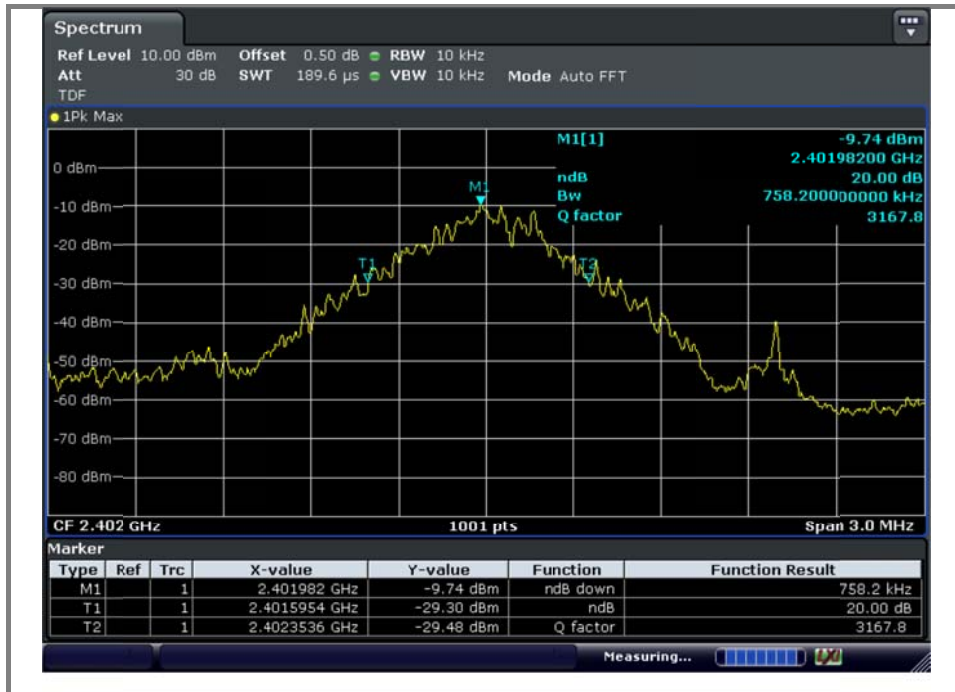 Spectrum
Ref Level 10.00 dBm Offset 0.50 dB RBW 10 kHz
Att 30 dB SWT 189.6 µs VBW 10 kHz Mode Auto FFT
TDF
1Pk Max
M1[1] -9.74 dBm
2.40198200 GHz
ndB 20.00 dB
Bw 758.200000000 kHz
Q factor 3167.8
0 dBm
M1
-10 dBm
-20 dBm
T1 T2
-30 dBm
-40 dBm
-50 dBm
-60 dBm
-70 dBm
-80 dBm
CF 2.402 GHz 1001 pts Span 3.0 MHz
Marker
Type Ref Trc X-value Y-value Function Function Result
M1 1 2.401982 GHz -9.74 dBm ndB down 758.2 kHz
T1 1 2.4015954 GHz -29.30 dBm ndB 20.00 dB
T2 1 2.4023536 GHz -29.48 dBm Q factor 3167.8
Measuring...